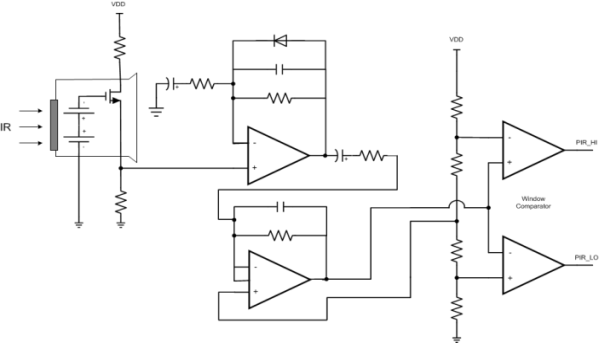 VDD
VDD
IR
-
+
+
-
-
+
+
+
-
+
-
+
-
+
PIR_HI
Window
Comparator
PIR_LO